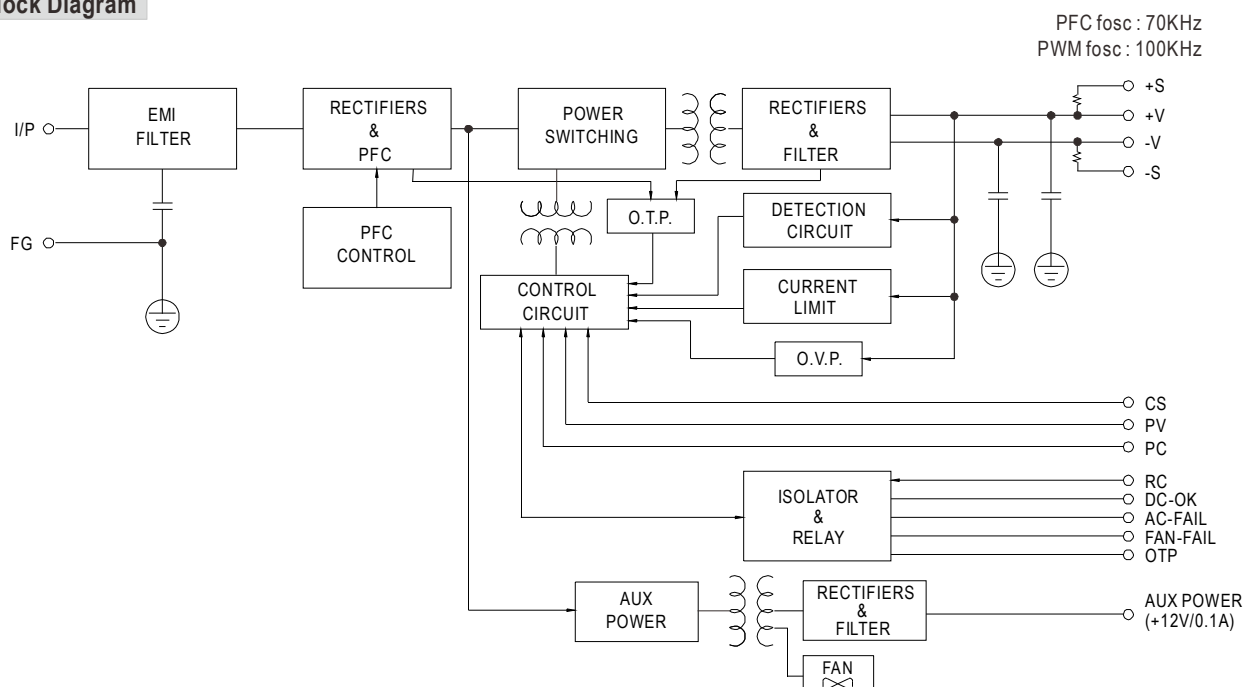 Block Diagram
PFC fosc : 70KHz
PWM fosc : 100KHz
I/P
EMI
FILTER
RECTIFIERS
&
PFC
POWER
SWITCHING
RECTIFIERS
&
FILTER
+S
+V
-V
-S
FG
PFC
CONTROL
O.T.P.
DETECTION
CIRCUIT
CONTROL
CIRCUIT
CURRENT
LIMIT
O.V.P.
CS
PV
PC
ISOLATOR
&
RELAY
RC
DC-OK
AC-FAIL
FAN-FAIL
OTP
AUX
POWER
RECTIFIERS
&
FILTER
AUX POWER
(+12V/0.1A)
FAN